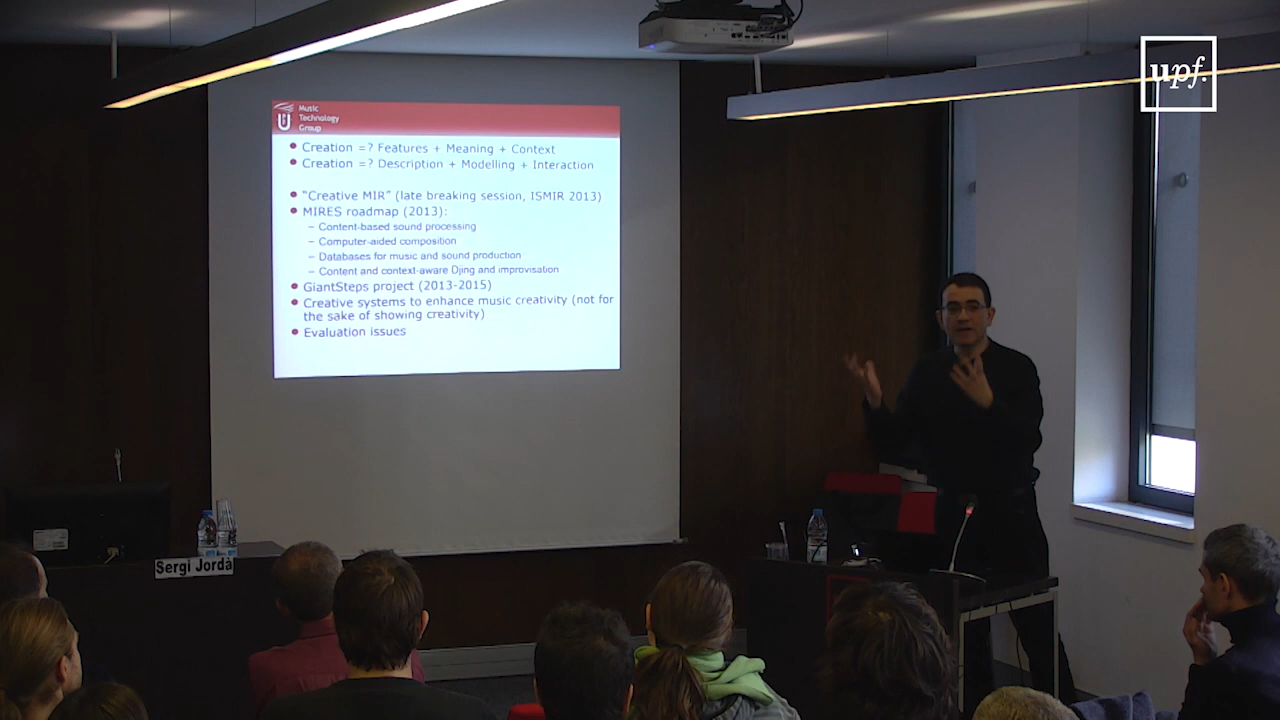 upf.
Music
Technology
Group
Creation =? Features + Meaning + Context
Creation =? Description + Modelling + Interaction
“Creative MIR” (late breaking session, ISMIR 2013)
MIRES roadmap (2013):
– Content-based sound processing
– Computer-aided composition
– Databases for music and sound production
– Content and context-aware Djing and improvisation
GiantSteps project (2013-2015)
Creative systems to enhance music creativity (not for
the sake of showing creativity)
Evaluation issues
Sergi Jordà